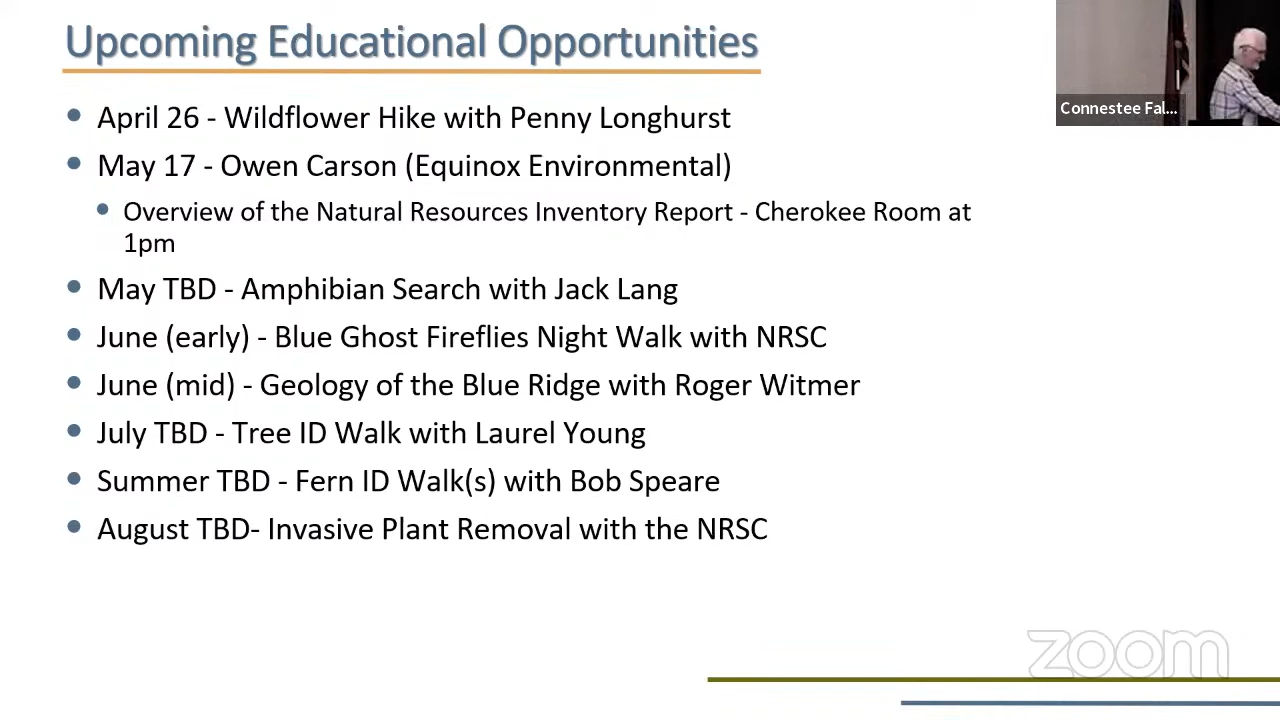 Upcoming Educational Opportunities
Connestee Fal...
• April 26 - Wildflower Hike with Penny Longhurst
• May 17 - Owen Carson (Equinox Environmental)
• Overview of the Natural Resources Inventory Report - Cherokee Room at
1pm
• May TBD - Amphibian Search with Jack Lang
• June (early) - Blue Ghost Fireflies Night Walk with NRSC
• June (mid) - Geology of the Blue Ridge with Roger Witmer
• July TBD - Tree ID Walk with Laurel Young
• Summer TBD - Fern ID Walk(s) with Bob Speare
• August TBD- Invasive Plant Removal with the NRSC
zoom